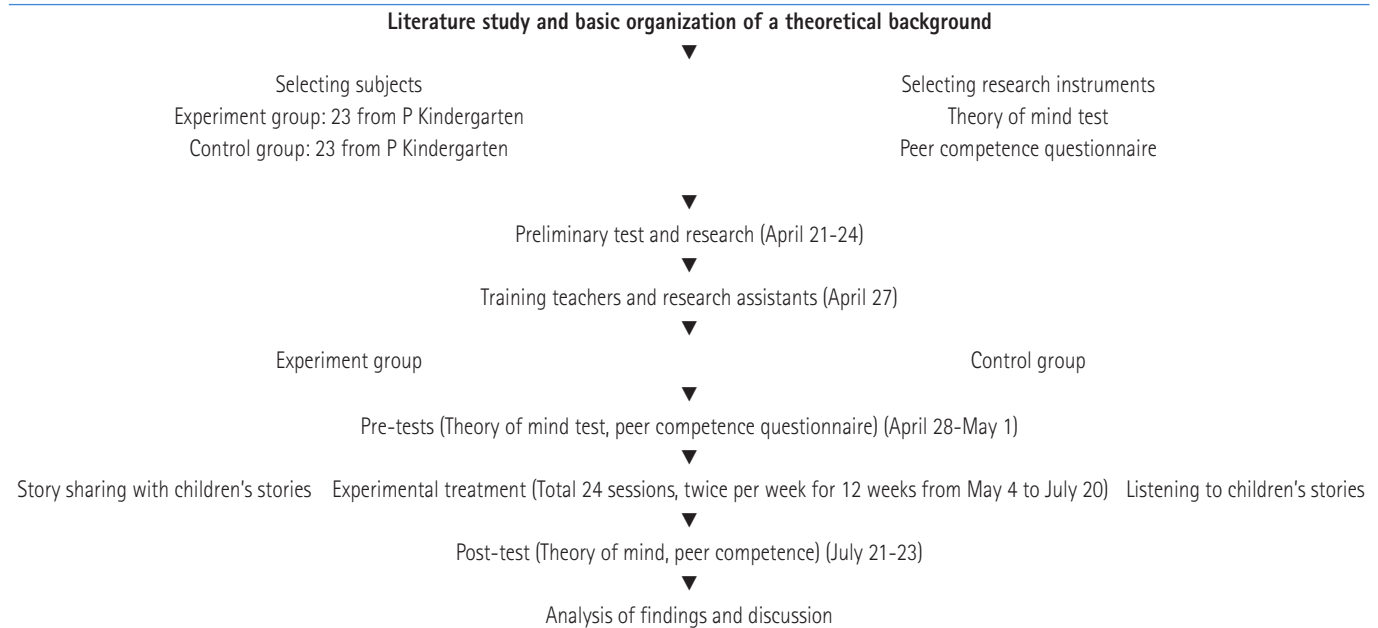 Literature study and basic organization of a theoretical background
▼
Selecting subjects
Experiment group: 23 from P Kindergarten
Control group: 23 from P Kindergarten
Selecting research instruments
Theory of mind test
Peer competence questionnaire
▼
Preliminary test and research (April 21-24)
▼
Training teachers and research assistants (April 27)
▼
Experiment group
Control group
▼
Pre-tests (Theory of mind test, peer competence questionnaire) (April 28-May 1)
▼
Story sharing with children's stories Experimental treatment (Total 24 sessions, twice per week for 12 weeks from May 4 to July 20) Listening to children's stories
▼
Post-test (Theory of mind, peer competence) (July 21-23)
▼
Analysis of findings and discussion